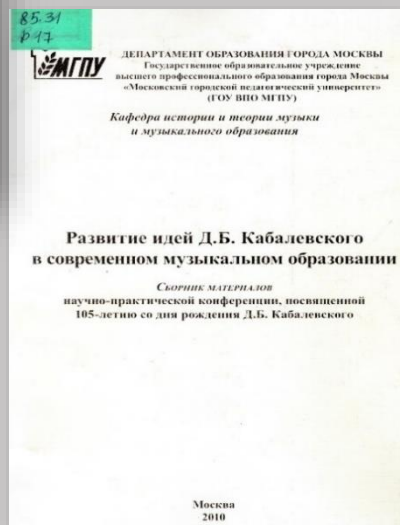 85.31
р 17
МГПУ
ДЕПАРТАМЕНТ ОБРАЗОВАНИЯ ГОРОДА МОСКВЫ
Государственное образовательное учреждение
высшего профессионального образования города Москвы
«Московский городской педагогический университет»
(ГОУ ВПО МГПУ)
Кафедра истории и теории музыки
и музыкального образования
Развитие идей Д.Б. Кабалевского
в современном музыкальном образовании
Сборник материалов
научно-практической конференции, посвященной
105-летию со дня рождения Д.Б. Кабалевского
Москва
2010